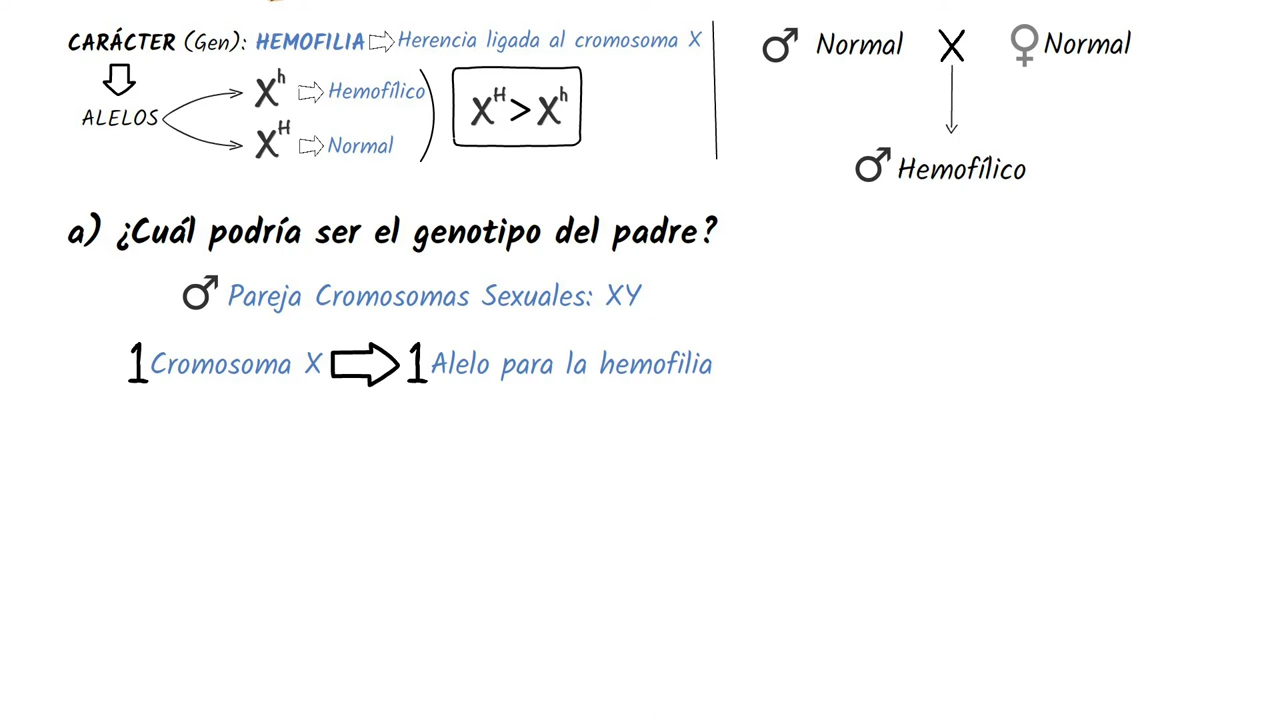 CARÁCTER (Gen): HEMOFILIA Herencia ligada al cromosoma X
ALELOS
Xʰ Hemofílico
Xᴴ Normal
Xᴴ > Xʰ
♂ Normal X ♀ Normal
♂ Hemofílico
a) ¿Cuál podría ser el genotipo del padre?
♂ Pareja Cromosomas Sexuales: XY
1 Cromosoma X 1 Alelo para la hemofilia